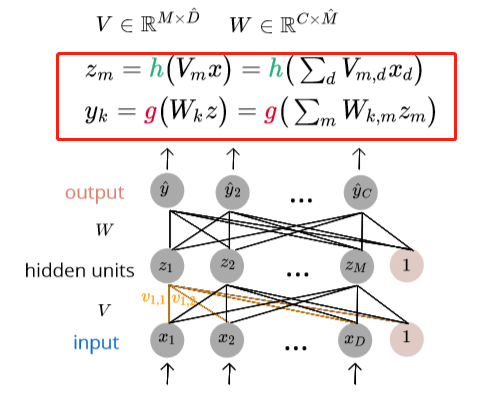 V ∈ ℝ^{M×D̂} W ∈ ℝ^{C×M̂}
z_m = h(V_m x) = h(∑_d V_{m,d} x_d)
y_k = g(W_k z) = g(∑_m W_{k,m} z_m)
output ŷ ŷ_2 ... ŷ_C
W
hidden units z_1 z_2 ... z_M 1
v_{1,1} v_{1,2}
V
input x_1 x_2 ... x_D 1